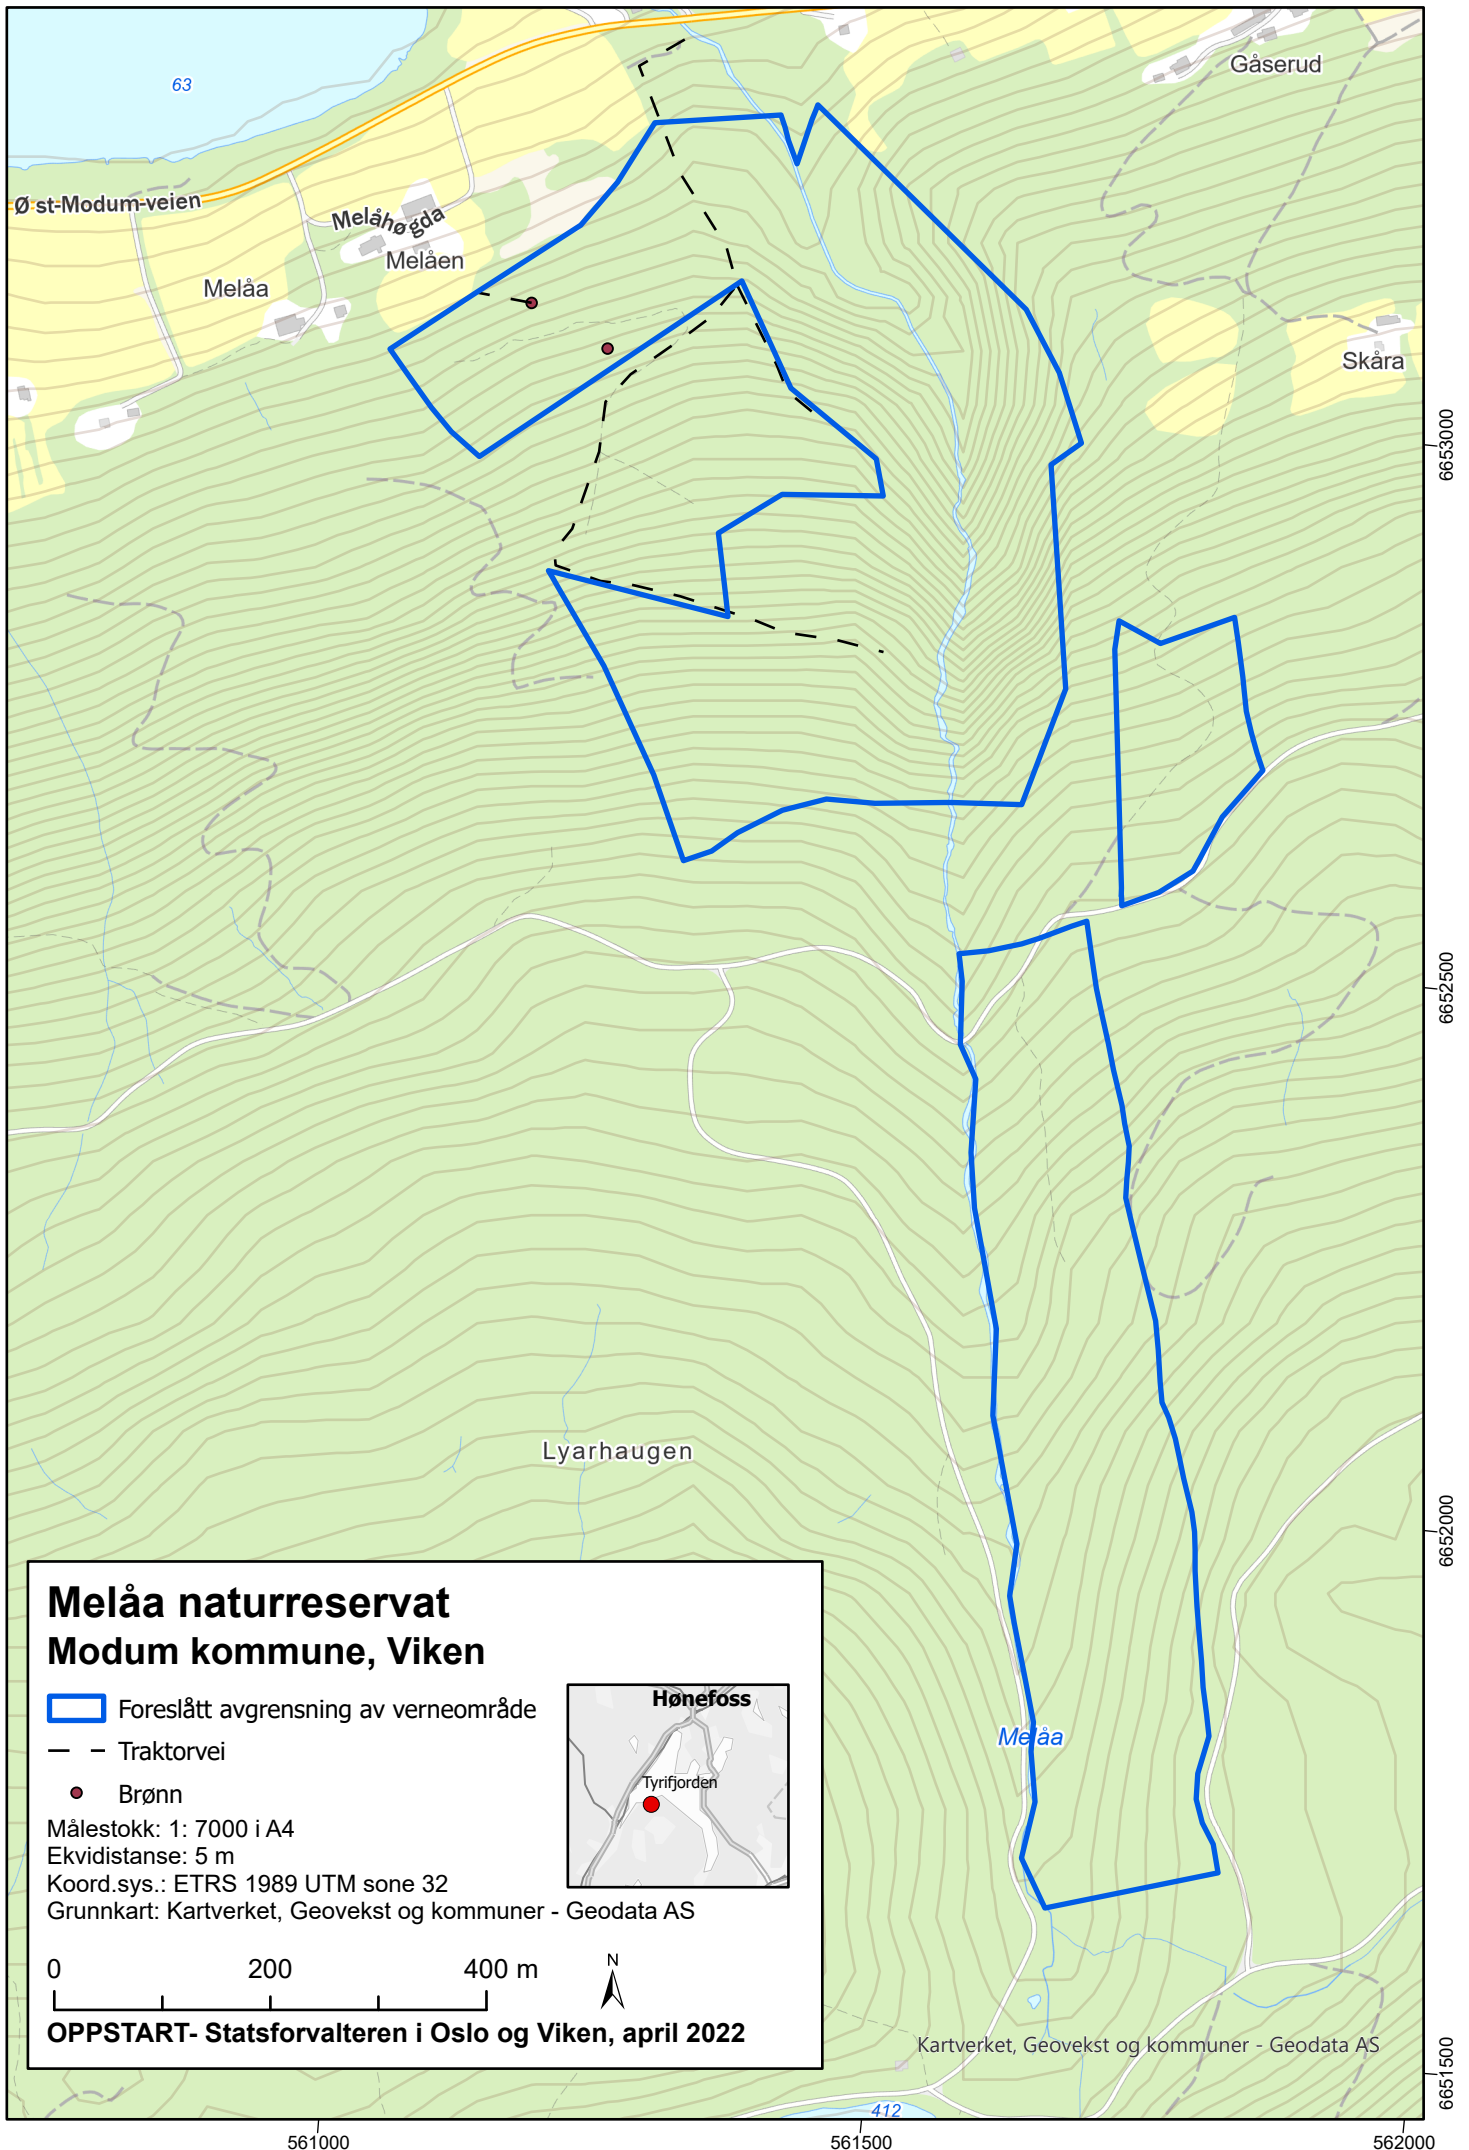 63
Gåserud
Øst-Modum-veien
Melåhøgda
Melåen
Melåa
Skåra
6653000
6652500
Lyarhaugen
6652000
Melåa naturreservat
Modum kommune, Viken
Foreslått avgrensning av verneområde
Traktorvei
Brønn
Målestokk: 1: 7000 i A4
Ekvidistanse: 5 m
Koord.sys.: ETRS 1989 UTM sone 32
Grunnkart: Kartverket, Geovekst og kommuner - Geodata AS
Hønefoss
Tyrifjorden
0 200 400 m
N
OPPSTART- Statsforvalteren i Oslo og Viken, april 2022
Melåa
Kartverket, Geovekst og kommuner - Geodata AS
6651500
412
561000 561500 562000